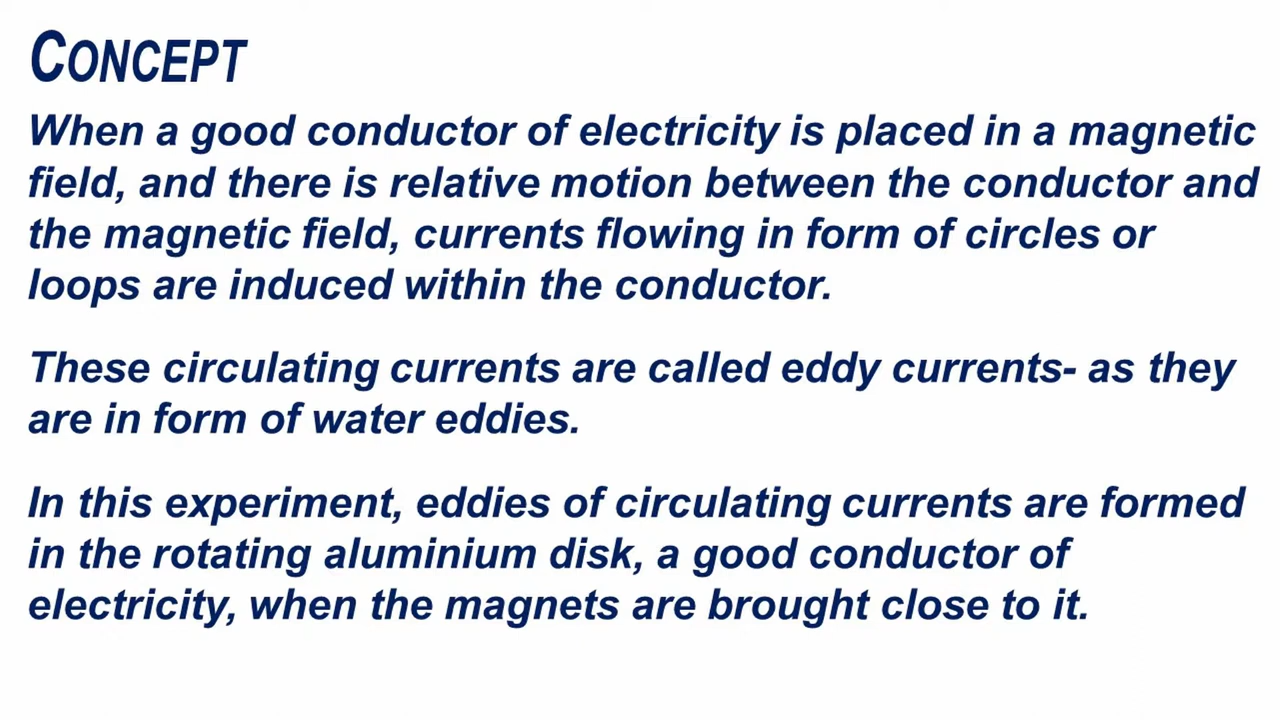 CONCEPT
When a good conductor of electricity is placed in a magnetic
field, and there is relative motion between the conductor and
the magnetic field, currents flowing in form of circles or
loops are induced within the conductor.
These circulating currents are called eddy currents- as they
are in form of water eddies.
In this experiment, eddies of circulating currents are formed
in the rotating aluminium disk, a good conductor of
electricity, when the magnets are brought close to it.